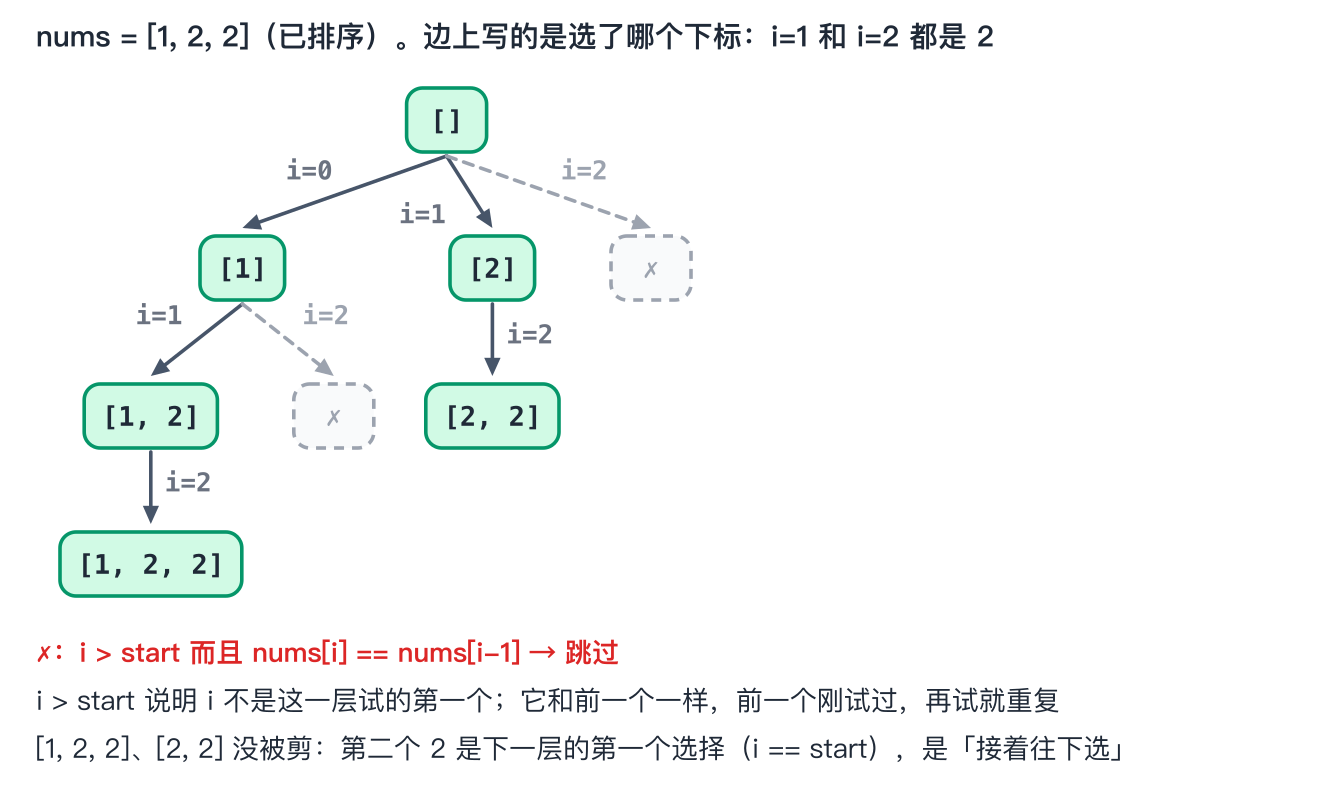 nums = [1, 2, 2]（已排序）。边上写的是选了哪个下标：i=1 和 i=2 都是 2
[]
i=0
i=2
i=1
[1]
[2]
✗
i=1
i=2
i=2
[1, 2]
✗
[2, 2]
i=2
[1, 2, 2]
✗：i > start 而且 nums[i] == nums[i−1] → 跳过
i > start 说明 i 不是这一层试的第一个；它和前一个一样，前一个刚试过，再试就重复
[1, 2, 2]、[2, 2] 没被剪：第二个 2 是下一层的第一个选择（i == start），是「接着往下选」